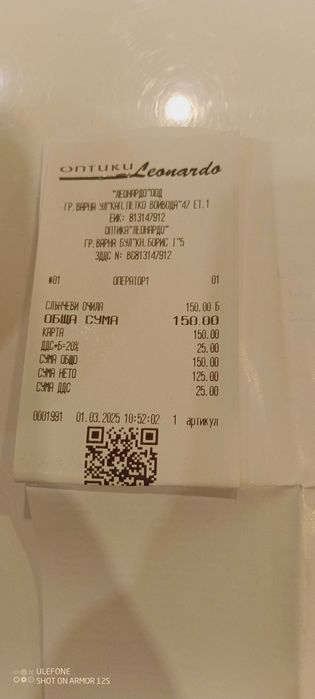 ОПТИКИ Leonardo
"ЛЕОНАРДО"ООД
ГР.ВАРНА УЛ"КАП.ПЕТКО ВОЙВОДА"47 ЕТ.1
ЕИК: 813147912
ОПТИКА"ЛЕОНАРДО"
ГР.ВАРНА БУЛ"КН.БОРИС I"5
ЗДДС N: BG813147912
#01 ОПЕРАТОР1 01
СЛЪНЧЕВИ ОЧИЛА 150.00 Б
ОБЩА СУМА 150.00
КАРТА 150.00
ДДС+Б=20% 25.00
СУМА ОБЩО 150.00
СУМА НЕТО 125.00
СУМА ДДС 25.00
0001991 01.03.2025 10:52:02 1 артикул
ULEFONE
SHOT ON ARMOR 12S